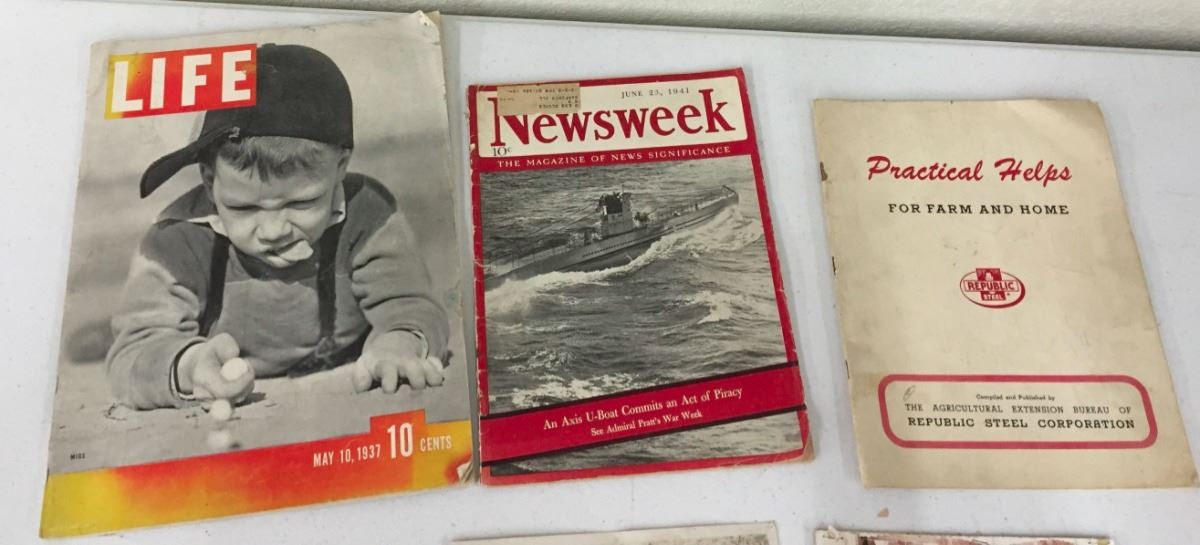 LIFE
MIGS
MAY 10, 1937 10 CENTS
JUNE 23, 1941
Newsweek
10¢
THE MAGAZINE OF NEWS SIGNIFICANCE
An Axis U-Boat Commits an Act of Piracy
See Admiral Pratt's War Week
Practical Helps
FOR FARM AND HOME
REPUBLIC
STEEL
Compiled and Published by
THE AGRICULTURAL EXTENSION BUREAU OF
REPUBLIC STEEL CORPORATION